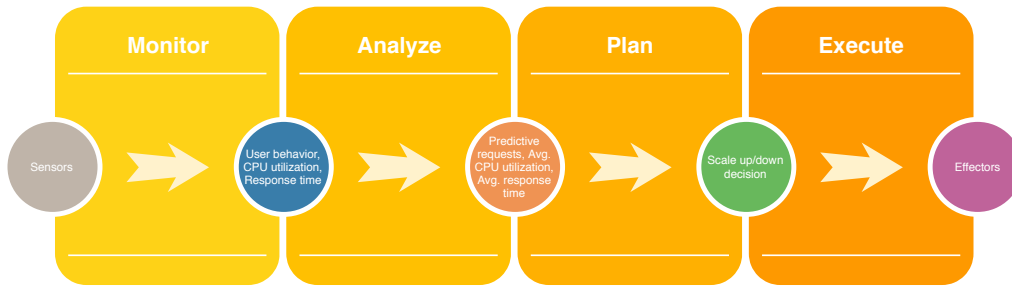 Monitor
Analyze
Plan
Execute
Sensors
User behavior,
CPU utilization,
Response time
Predictive
requests, Avg.
CPU utilization,
Avg. response
time
Scale up/down
decision
Effectors